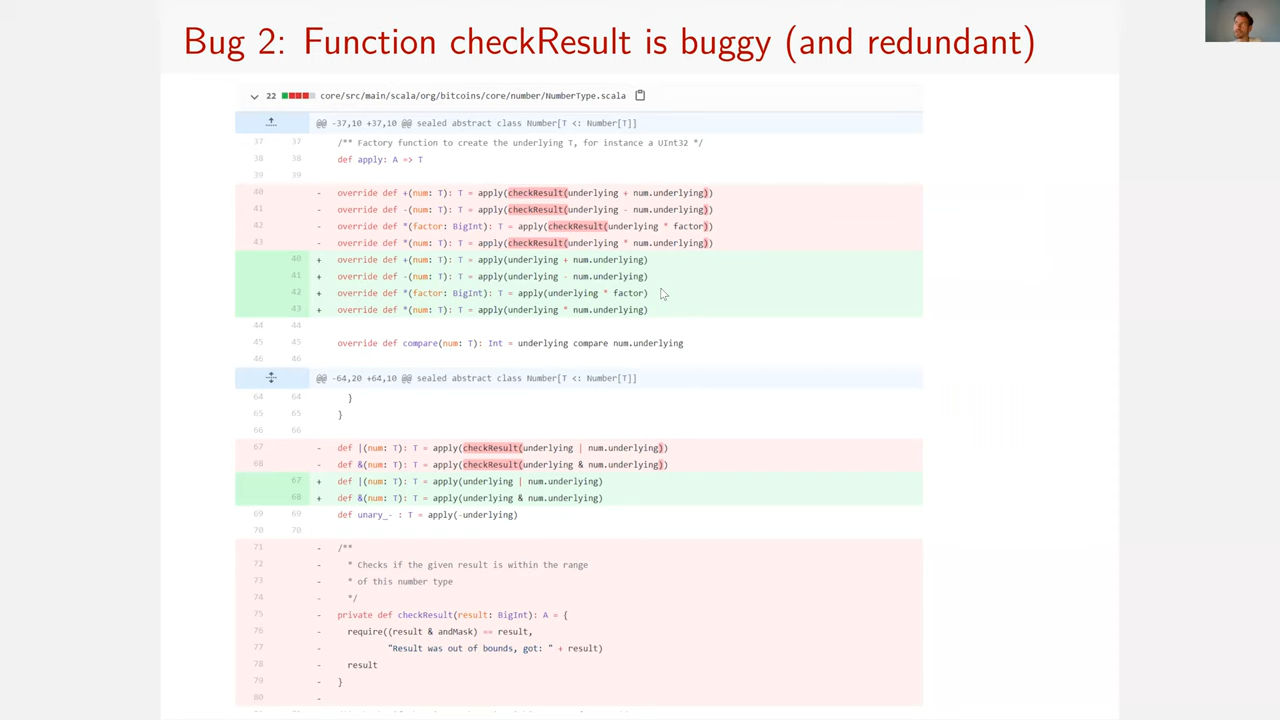 Bug 2: Function checkResult is buggy (and redundant)
22 core/src/main/scala/org/bitcoins/core/number/NumberType.scala
@@ -37,10 +37,10 @@ sealed abstract class Number[T <: Number[T]]
37 37 /** Factory function to create the underlying T, for instance a UInt32 */
38 38 def apply: A => T
39 39
40 - override def +(num: T): T = apply(checkResult(underlying + num.underlying))
41 - override def -(num: T): T = apply(checkResult(underlying - num.underlying))
42 - override def *(factor: BigInt): T = apply(checkResult(underlying * factor))
43 - override def *(num: T): T = apply(checkResult(underlying * num.underlying))
40 + override def +(num: T): T = apply(underlying + num.underlying)
41 + override def -(num: T): T = apply(underlying - num.underlying)
42 + override def *(factor: BigInt): T = apply(underlying * factor)
43 + override def *(num: T): T = apply(underlying * num.underlying)
44 44
45 45 override def compare(num: T): Int = underlying compare num.underlying
46 46
@@ -64,20 +64,10 @@ sealed abstract class Number[T <: Number[T]]
64 64 }
65 65 }
66 66
67 - def |(num: T): T = apply(checkResult(underlying | num.underlying))
68 - def &(num: T): T = apply(checkResult(underlying & num.underlying))
67 + def |(num: T): T = apply(underlying | num.underlying)
68 + def &(num: T): T = apply(underlying & num.underlying)
69 69 def unary_- : T = apply(-underlying)
70 70
71 - /**
72 - * Checks if the given result is within the range
73 - * of this number type
74 - */
75 - private def checkResult(result: BigInt): A = {
76 - require((result & andMask) == result,
77 - "Result was out of bounds, got: " + result)
78 - result
79 - }
80 -